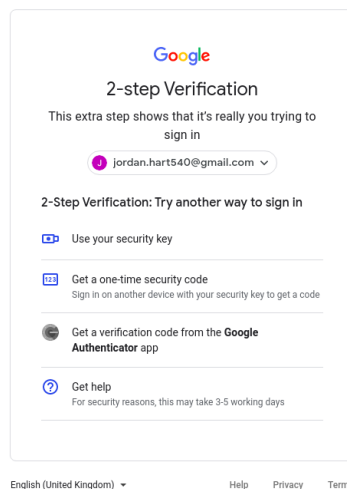 Google
2-step Verification
This extra step shows that it's really you trying to
sign in
J jordan.hart540@gmail.com
2-Step Verification: Try another way to sign in
Use your security key
123 Get a one-time security code
Sign in on another device with your security key to get a code
Get a verification code from the Google
Authenticator app
? Get help
For security reasons, this may take 3-5 working days
English (United Kingdom) Help Privacy Term